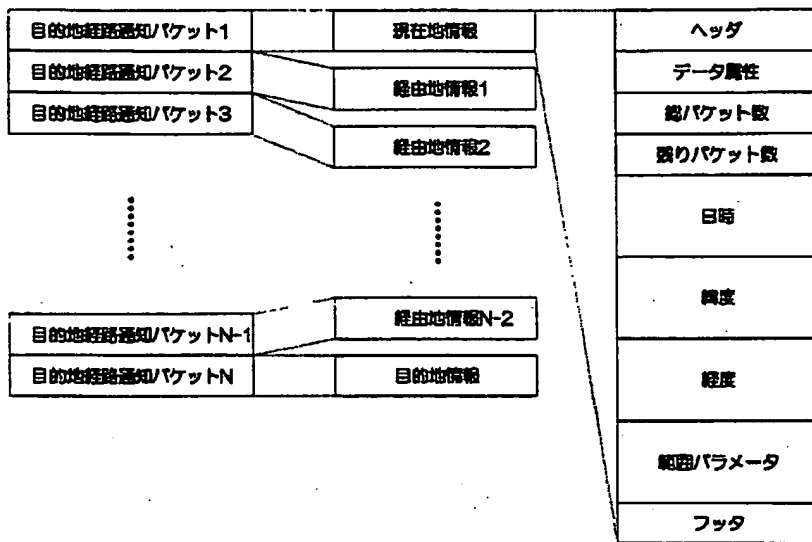 目的地経路通知パケット1
目的地経路通知パケット2
目的地経路通知パケット3
目的地経路通知パケットN-1
目的地経路通知パケットN
現在地情報
経由地情報1
経由地情報2
経由地情報N-2
目的地情報
ヘッダ
データ属性
総パケット数
残りパケット数
日時
緯度
経度
範囲パラメータ
フッタ